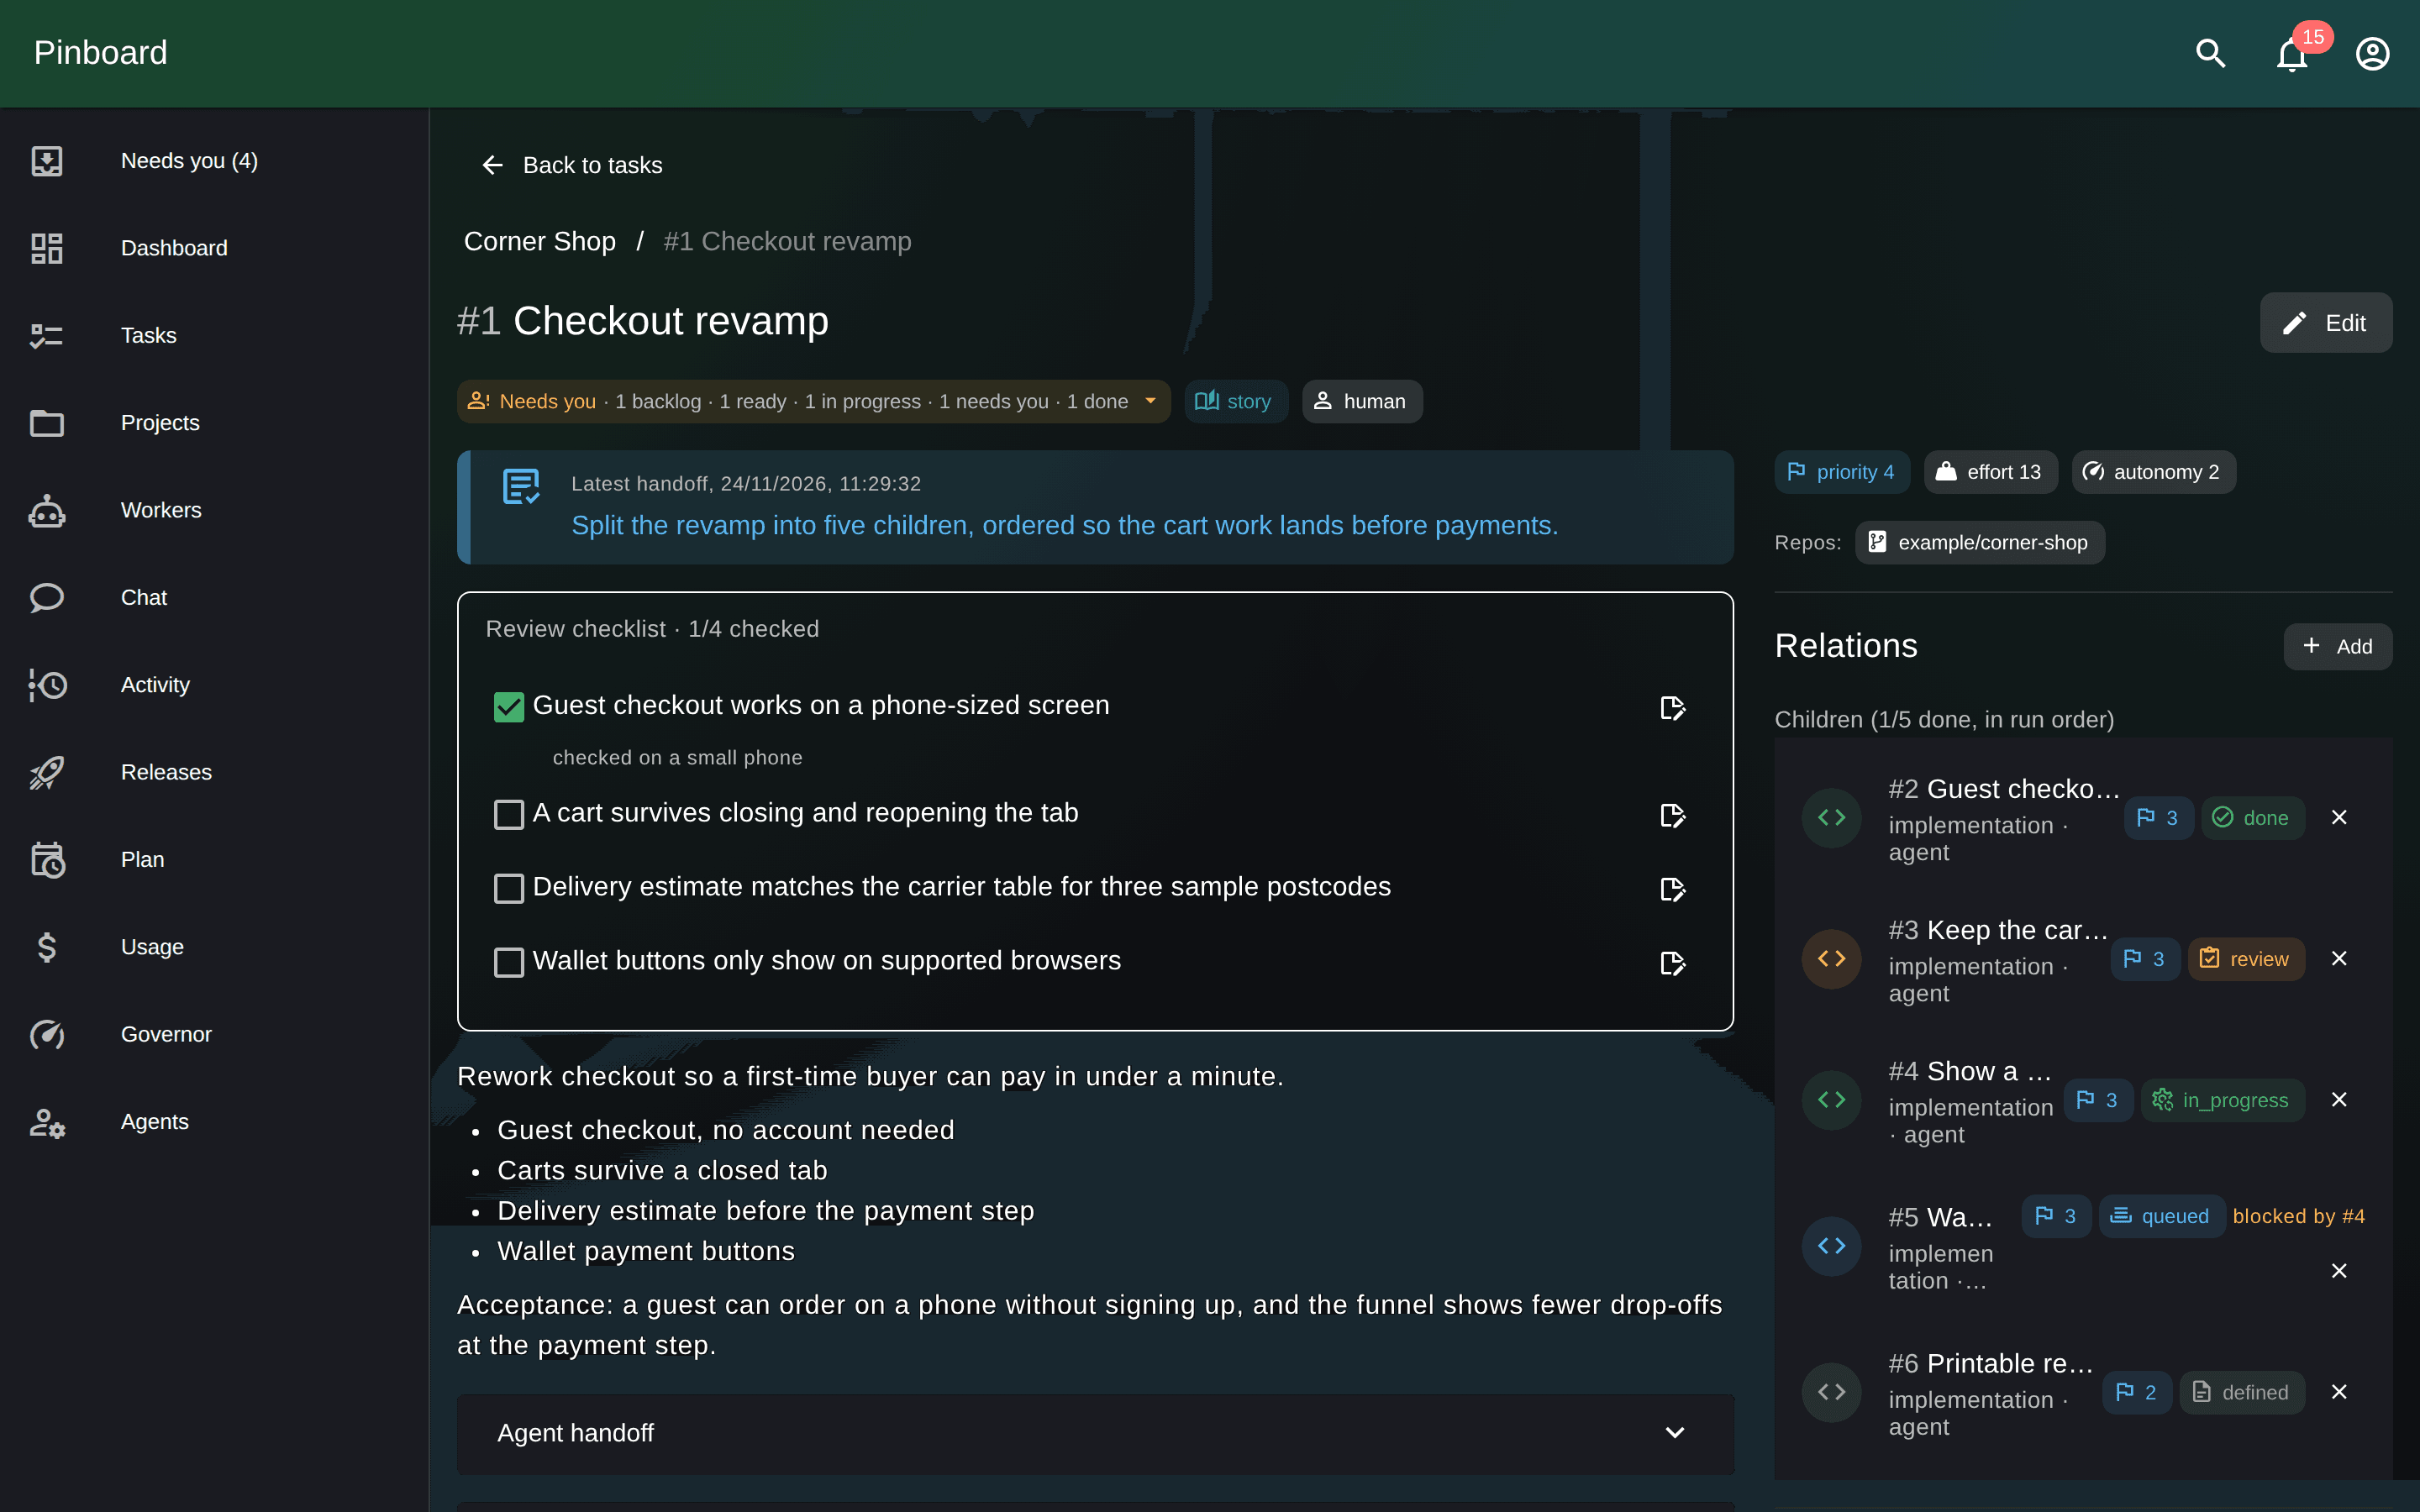 Pinboard
15
Needs you (4)
Dashboard
Tasks
Projects
Workers
Chat
Activity
Releases
Plan
Usage
Governor
Agents
Back to tasks
Corner Shop / #1 Checkout revamp
#1 Checkout revamp
Edit
Needs you · 1 backlog · 1 ready · 1 in progress · 1 needs you · 1 done
story
human
Latest handoff, 24/11/2026, 11:29:32
Split the revamp into five children, ordered so the cart work lands before payments.
Review checklist · 1/4 checked
Guest checkout works on a phone-sized screen
checked on a small phone
A cart survives closing and reopening the tab
Delivery estimate matches the carrier table for three sample postcodes
Wallet buttons only show on supported browsers
Rework checkout so a first-time buyer can pay in under a minute.
• Guest checkout, no account needed
• Carts survive a closed tab
• Delivery estimate before the payment step
• Wallet payment buttons
Acceptance: a guest can order on a phone without signing up, and the funnel shows fewer drop-offs
at the payment step.
Agent handoff
priority 4
effort 13
autonomy 2
Repos: example/corner-shop
Relations
Add
Children (1/5 done, in run order)
#2 Guest checko…
implementation ·
agent
3
done
#3 Keep the car…
implementation ·
agent
3
review
#4 Show a …
implementation
· agent
3
in_progress
#5 Wa…
implemen
tation ·…
3
queued
blocked by #4
#6 Printable re…
implementation ·
agent
2
defined